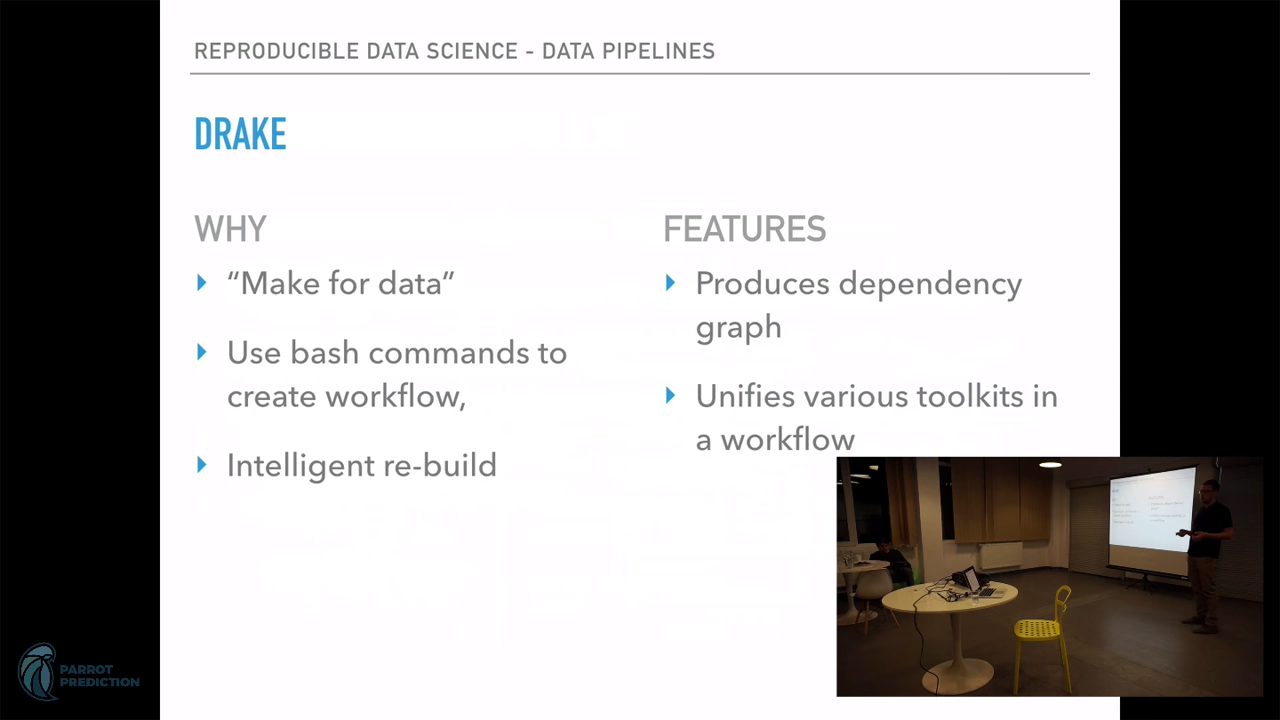 REPRODUCIBLE DATA SCIENCE - DATA PIPELINES
DRAKE
WHY
“Make for data”
Use bash commands to
create workflow,
Intelligent re-build
FEATURES
Produces dependency
graph
Unifies various toolkits in
a workflow
PARROT
PREDICTION